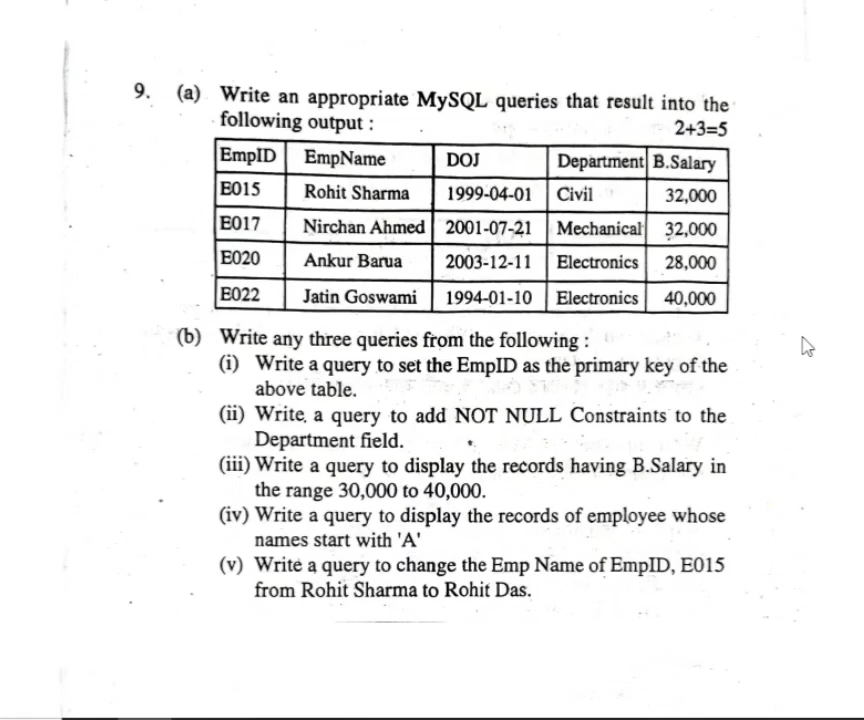 9. (a) Write an appropriate MySQL queries that result into the
following output : 2+3=5
EmpID EmpName DOJ Department B.Salary
E015 Rohit Sharma 1999-04-01 Civil 32,000
E017 Nirchan Ahmed 2001-07-21 Mechanical 32,000
E020 Ankur Barua 2003-12-11 Electronics 28,000
E022 Jatin Goswami 1994-01-10 Electronics 40,000
(b) Write any three queries from the following :
(i) Write a query to set the EmpID as the primary key of the
above table.
(ii) Write a query to add NOT NULL Constraints to the
Department field.
(iii) Write a query to display the records having B.Salary in
the range 30,000 to 40,000.
(iv) Write a query to display the records of employee whose
names start with 'A'
(v) Write a query to change the Emp Name of EmpID, E015
from Rohit Sharma to Rohit Das.